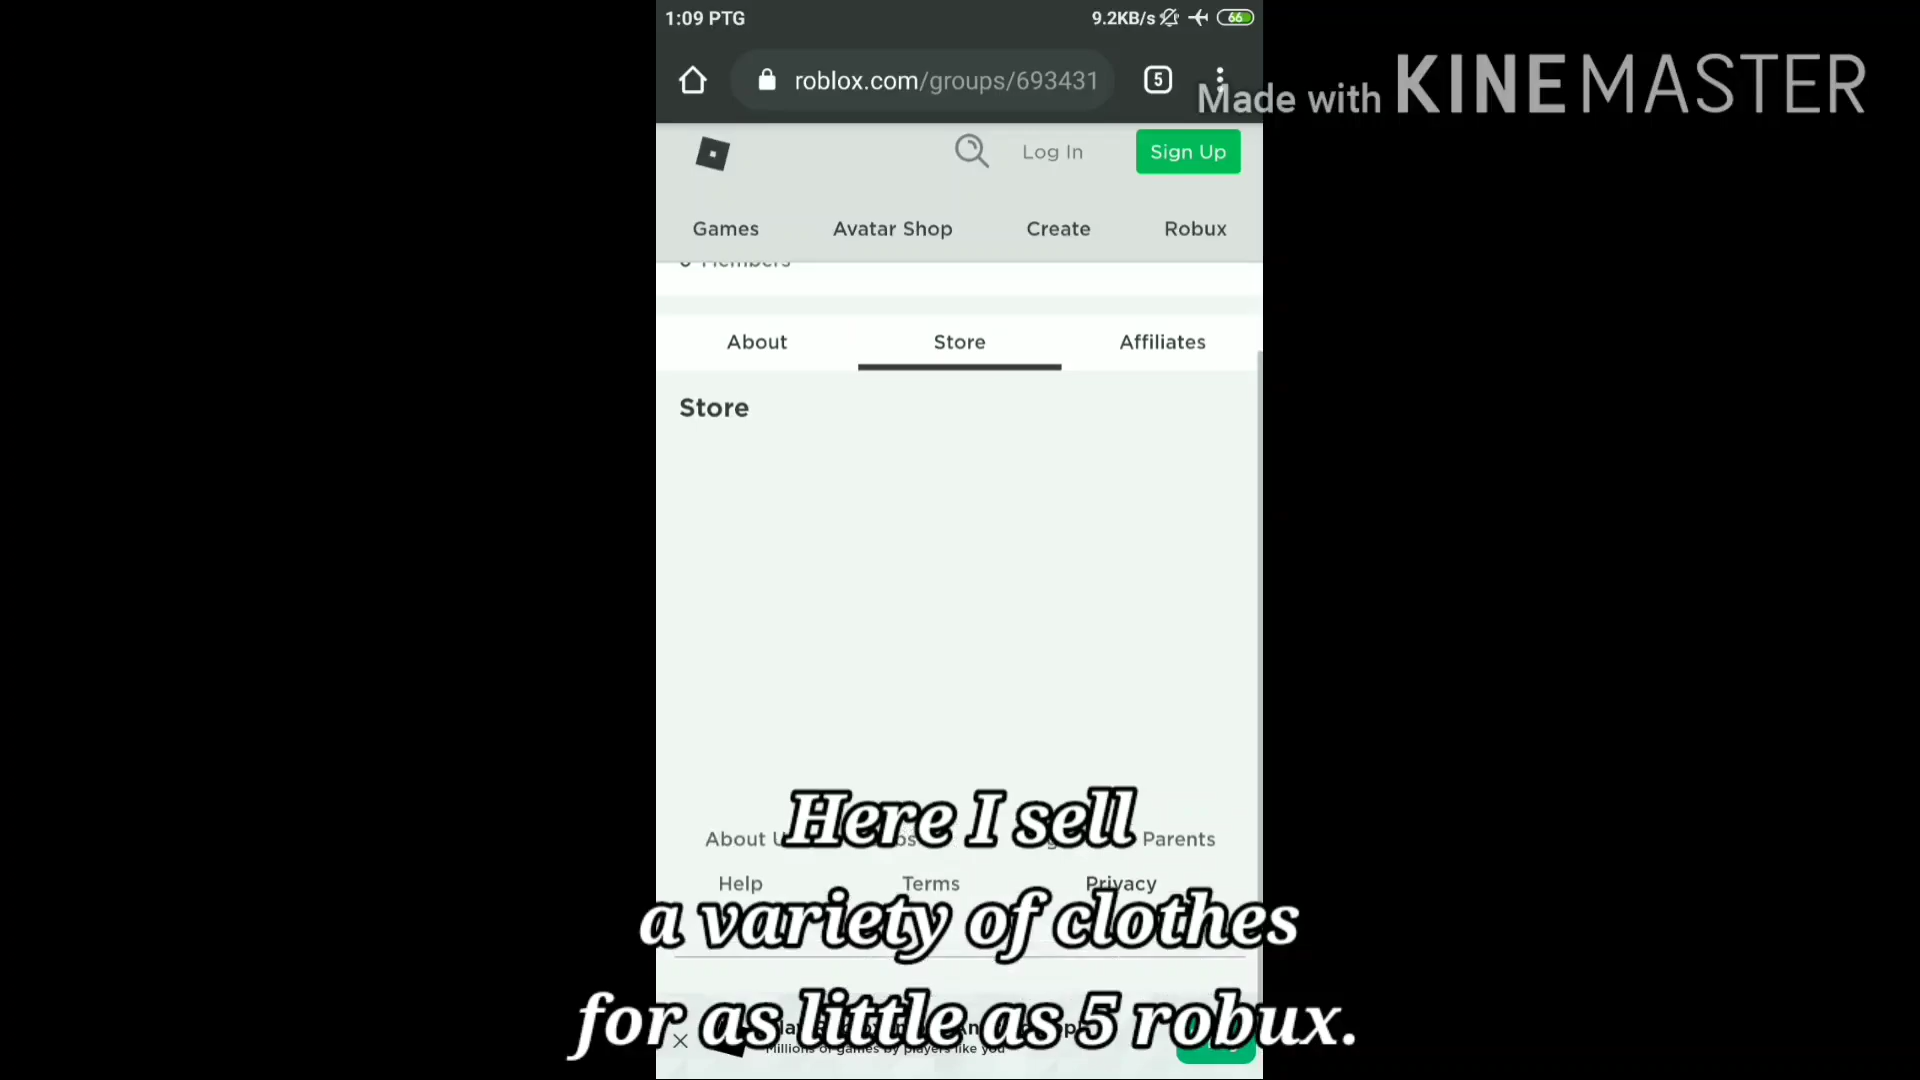 1:09 PTG
9.2KB/s
66
roblox.com/groups/693431
5
Made with KINEMASTER
Log In
Sign Up
Games
Avatar Shop
Create
Robux
Members
About
Store
Affiliates
Store
Here I sell
About
Parents
Help
Terms
Privacy
a variety of clothes
for as little as 5 robux.
Millions of games by players like you